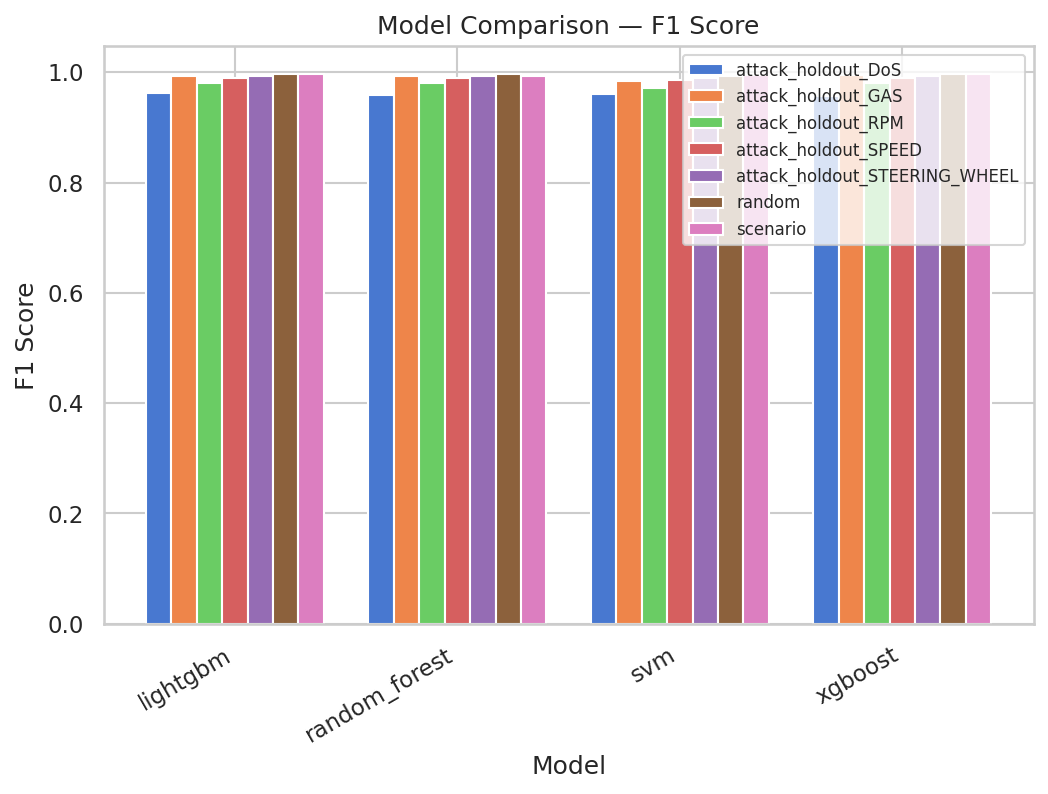 Model Comparison — F1 Score
1.0
0.8
0.6
0.4
0.2
0.0
F1 Score
attack_holdout_DoS
attack_holdout_GAS
attack_holdout_RPM
attack_holdout_SPEED
attack_holdout_STEERING_WHEEL
random
scenario
lightgbm
random_forest
svm
xgboost
Model